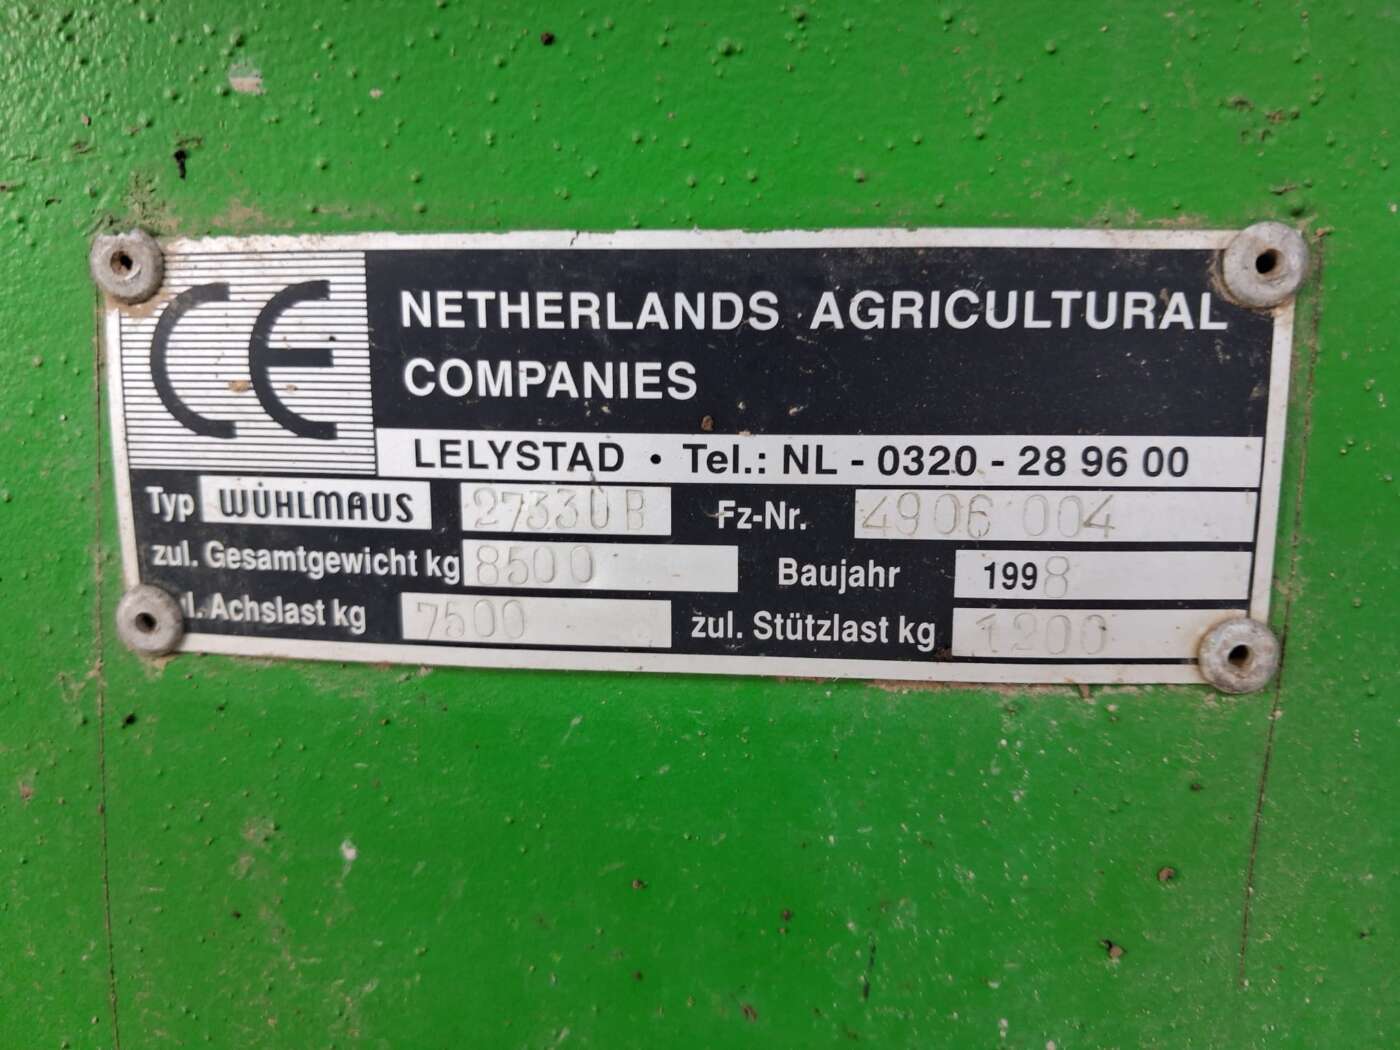 CE
NETHERLANDS AGRICULTURAL
COMPANIES
LELYSTAD • Tel.: NL - 0320 - 28 96 00
Typ WÜHLMAUS 27330B Fz-Nr. 4906 004
zul. Gesamtgewicht kg 8500 Baujahr 1998
l. Achslast kg 7500 zul. Stützlast kg 1200